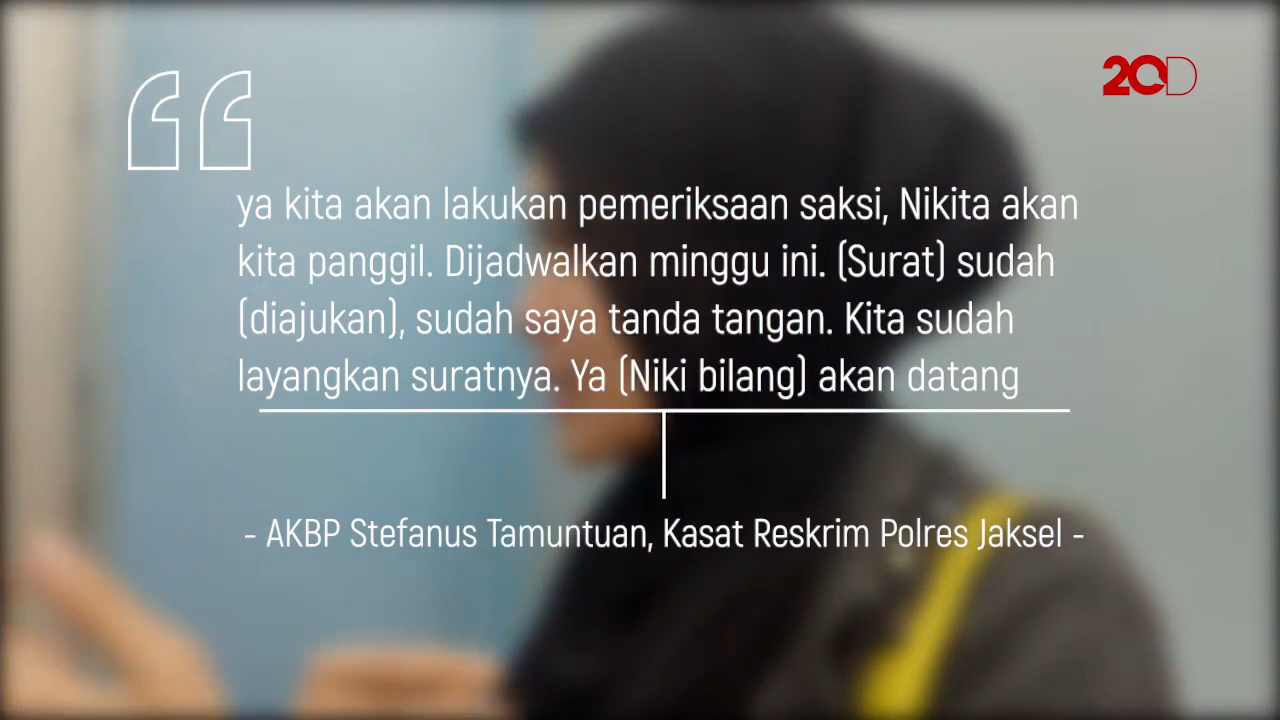 20D
ya kita akan lakukan pemeriksaan saksi, Nikita akan
kita panggil. Dijadwalkan minggu ini. (Surat) sudah
(diajukan), sudah saya tanda tangan. Kita sudah
layangkan suratnya. Ya (Niki bilang) akan datang
- AKBP Stefanus Tamuntuan, Kasat Reskrim Polres Jaksel -